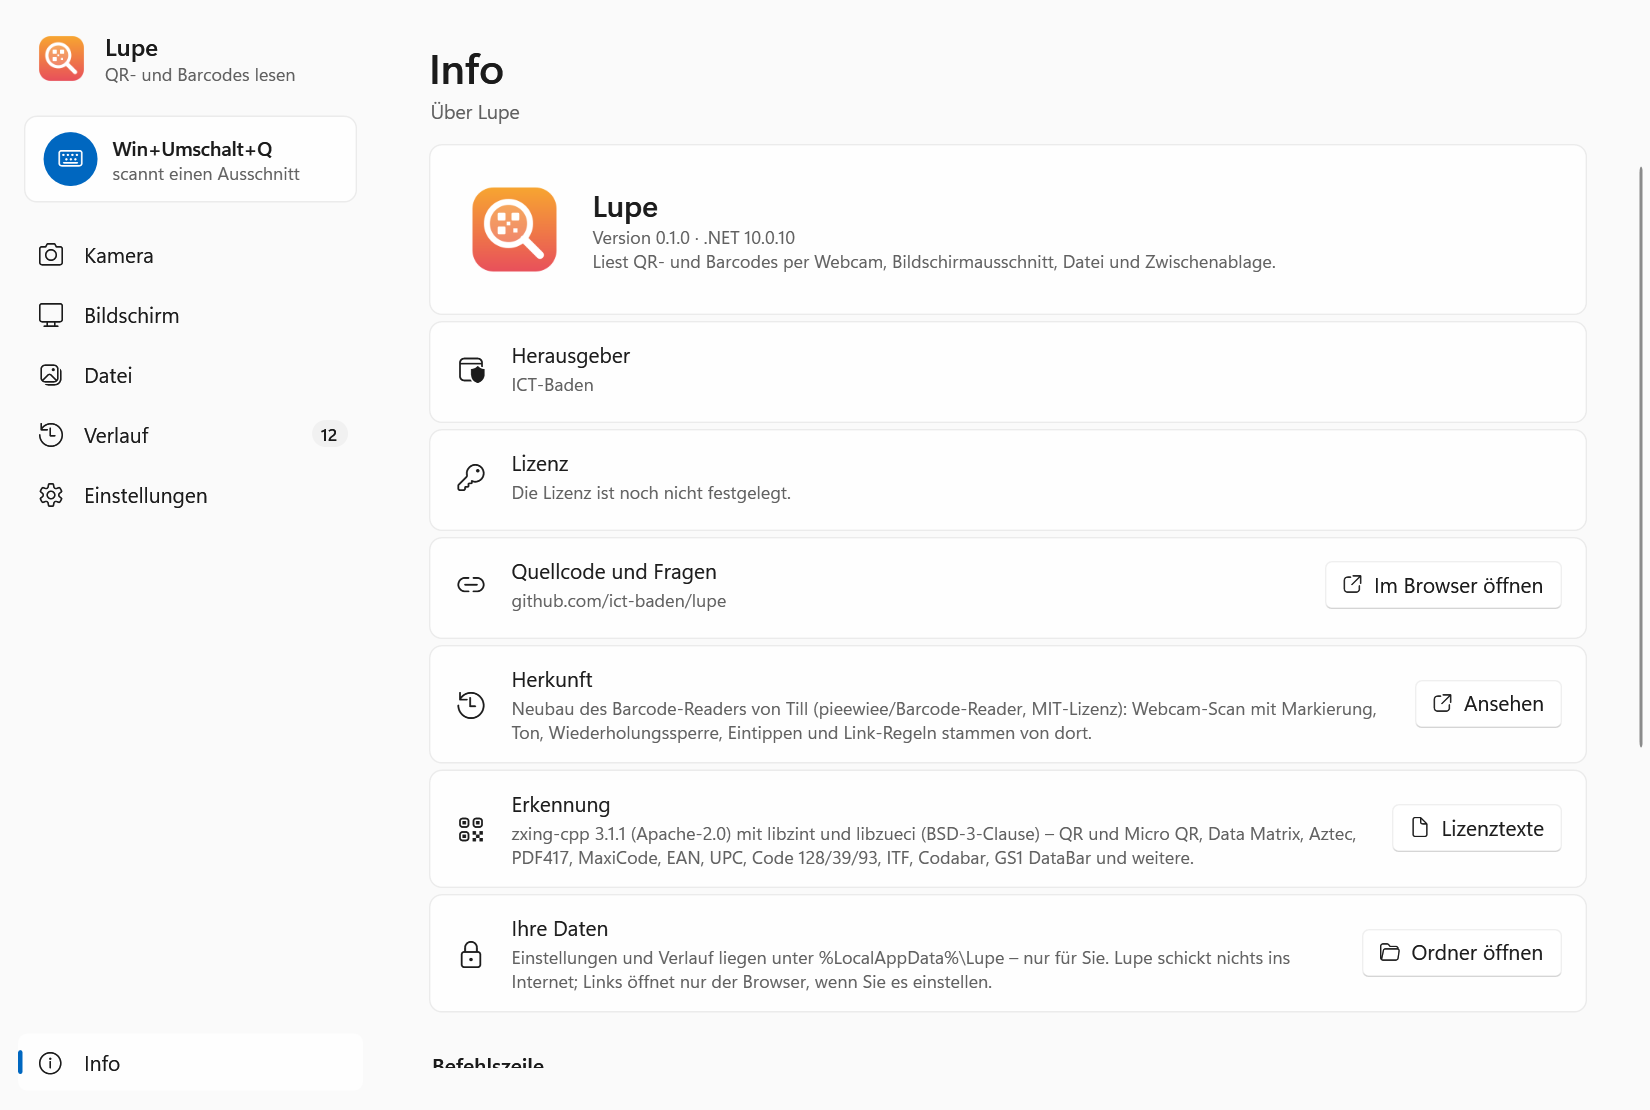 Lupe
QR- und Barcodes lesen
Win+Umschalt+Q
scannt einen Ausschnitt
Kamera
Bildschirm
Datei
Verlauf
12
Einstellungen
Info
Info
Über Lupe
Lupe
Version 0.1.0 · .NET 10.0.10
Liest QR- und Barcodes per Webcam, Bildschirmausschnitt, Datei und Zwischenablage.
Herausgeber
ICT-Baden
Lizenz
Die Lizenz ist noch nicht festgelegt.
Quellcode und Fragen
github.com/ict-baden/lupe
Im Browser öffnen
Herkunft
Neubau des Barcode-Readers von Till (pieewiee/Barcode-Reader, MIT-Lizenz): Webcam-Scan mit Markierung,
Ton, Wiederholungssperre, Eintippen und Link-Regeln stammen von dort.
Ansehen
Erkennung
zxing-cpp 3.1.1 (Apache-2.0) mit libzint und libzueci (BSD-3-Clause) – QR und Micro QR, Data Matrix, Aztec,
PDF417, MaxiCode, EAN, UPC, Code 128/39/93, ITF, Codabar, GS1 DataBar und weitere.
Lizenztexte
Ihre Daten
Einstellungen und Verlauf liegen unter %LocalAppData%\Lupe – nur für Sie. Lupe schickt nichts ins
Internet; Links öffnet nur der Browser, wenn Sie es einstellen.
Ordner öffnen
Befehlszeile